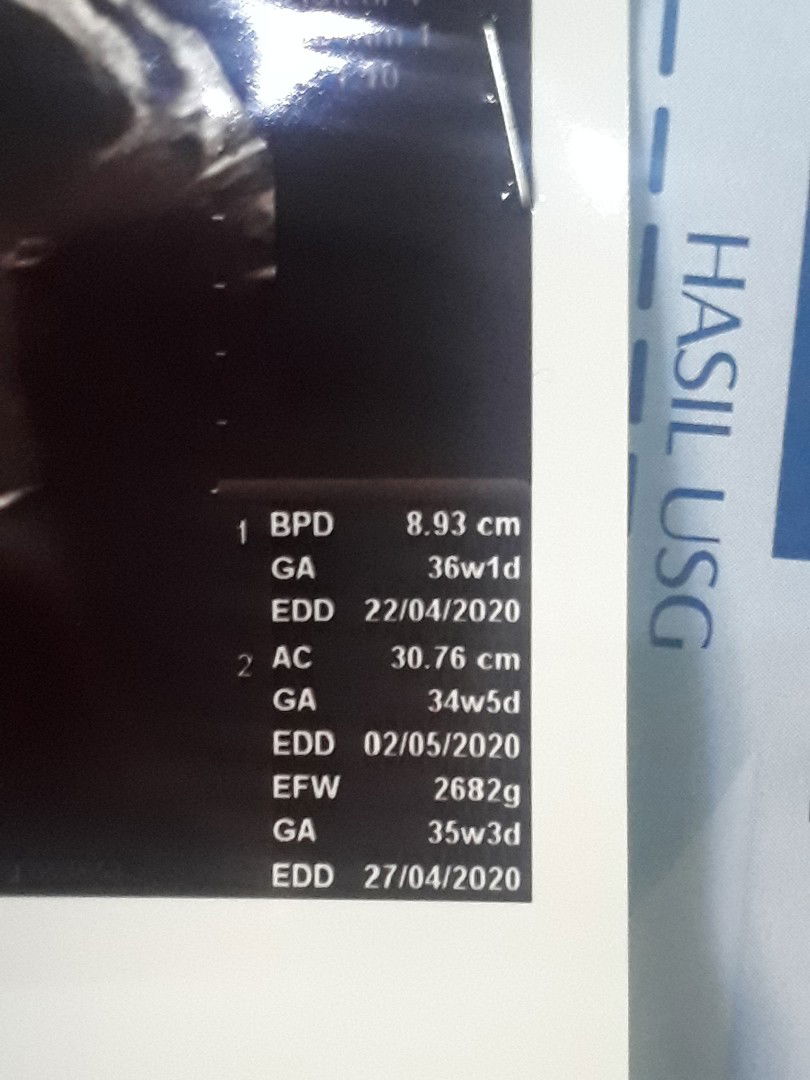 1 BPD 8.93 cm
GA 36w1d
EDD 22/04/2020
2 AC 30.76 cm
GA 34w5d
EDD 02/05/2020
EFW 2682g
GA 35w3d
EDD 27/04/2020
HASIL USG